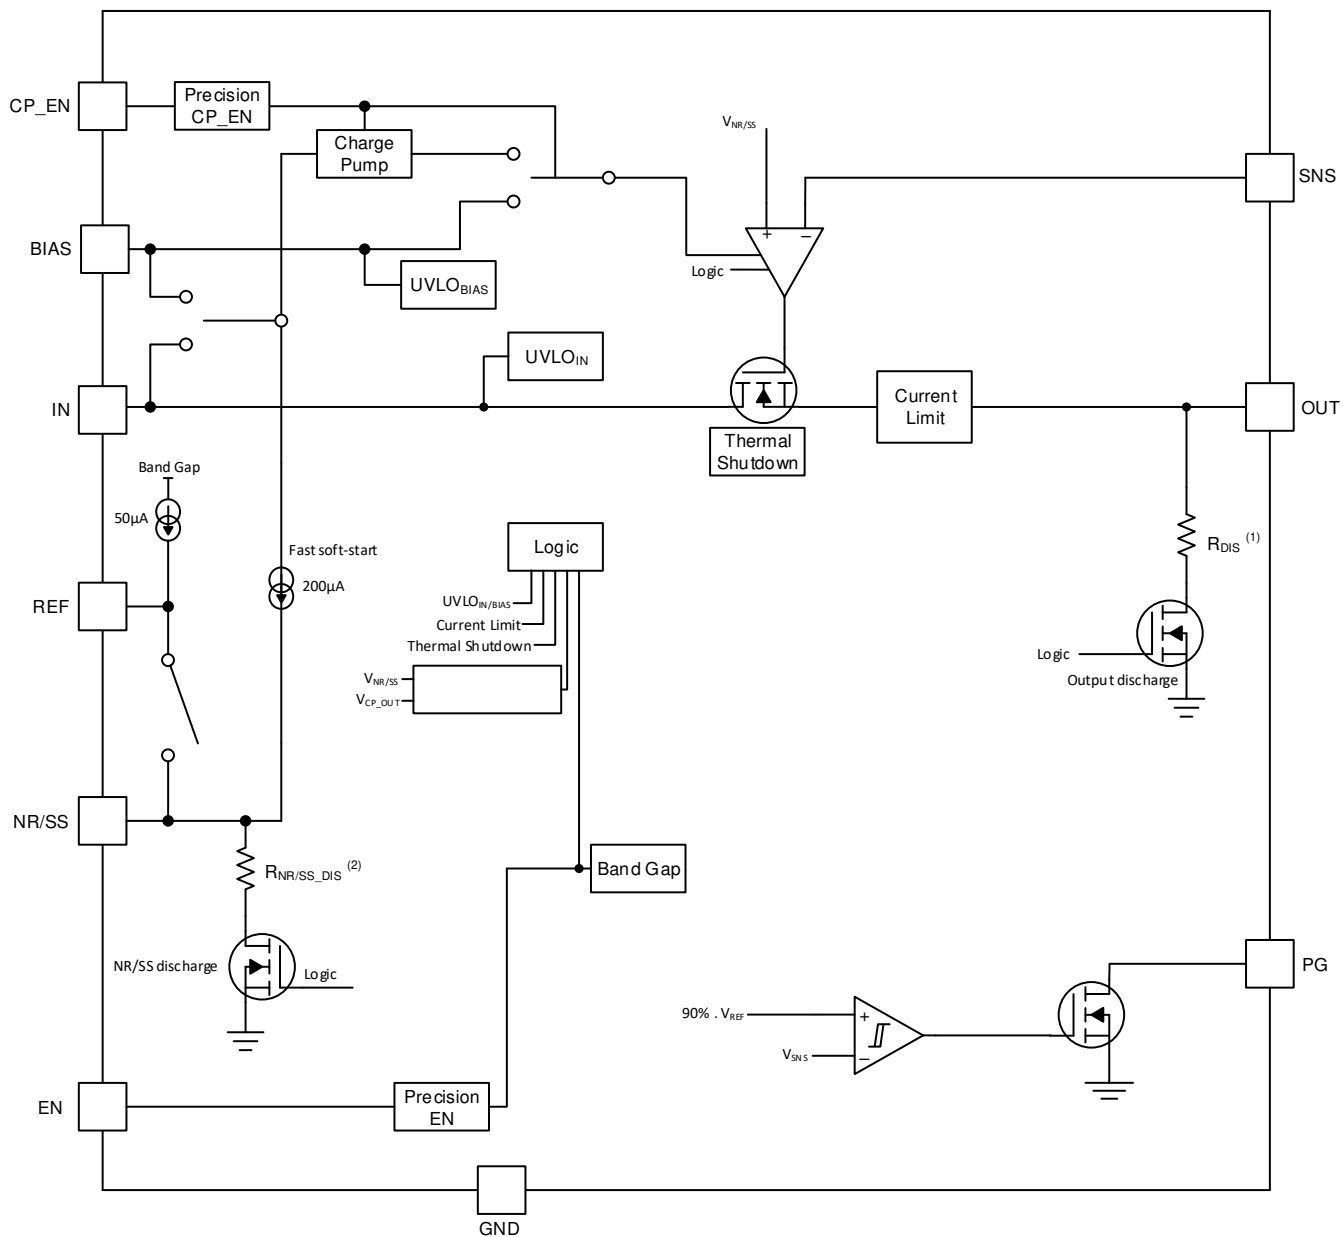 CP_EN
Precision
CP_EN
Charge
Pump
V_NR/SS
SNS
BIAS
UVLO_BIAS
Logic
+
−
UVLO_IN
IN
Current
Limit
OUT
Thermal
Shutdown
Band Gap
50µA
Fast soft-start
200µA
Logic
R_DIS (1)
REF
UVLO_IN/BIAS
Current Limit
Thermal Shutdown
V_NR/SS
V_CP_OUT
Logic
Output discharge
NR/SS
R_NR/SS_DIS (2)
Band Gap
NR/SS discharge
Logic
PG
90% . V_REF
V_SNS
+
−
EN
Precision
EN
GND